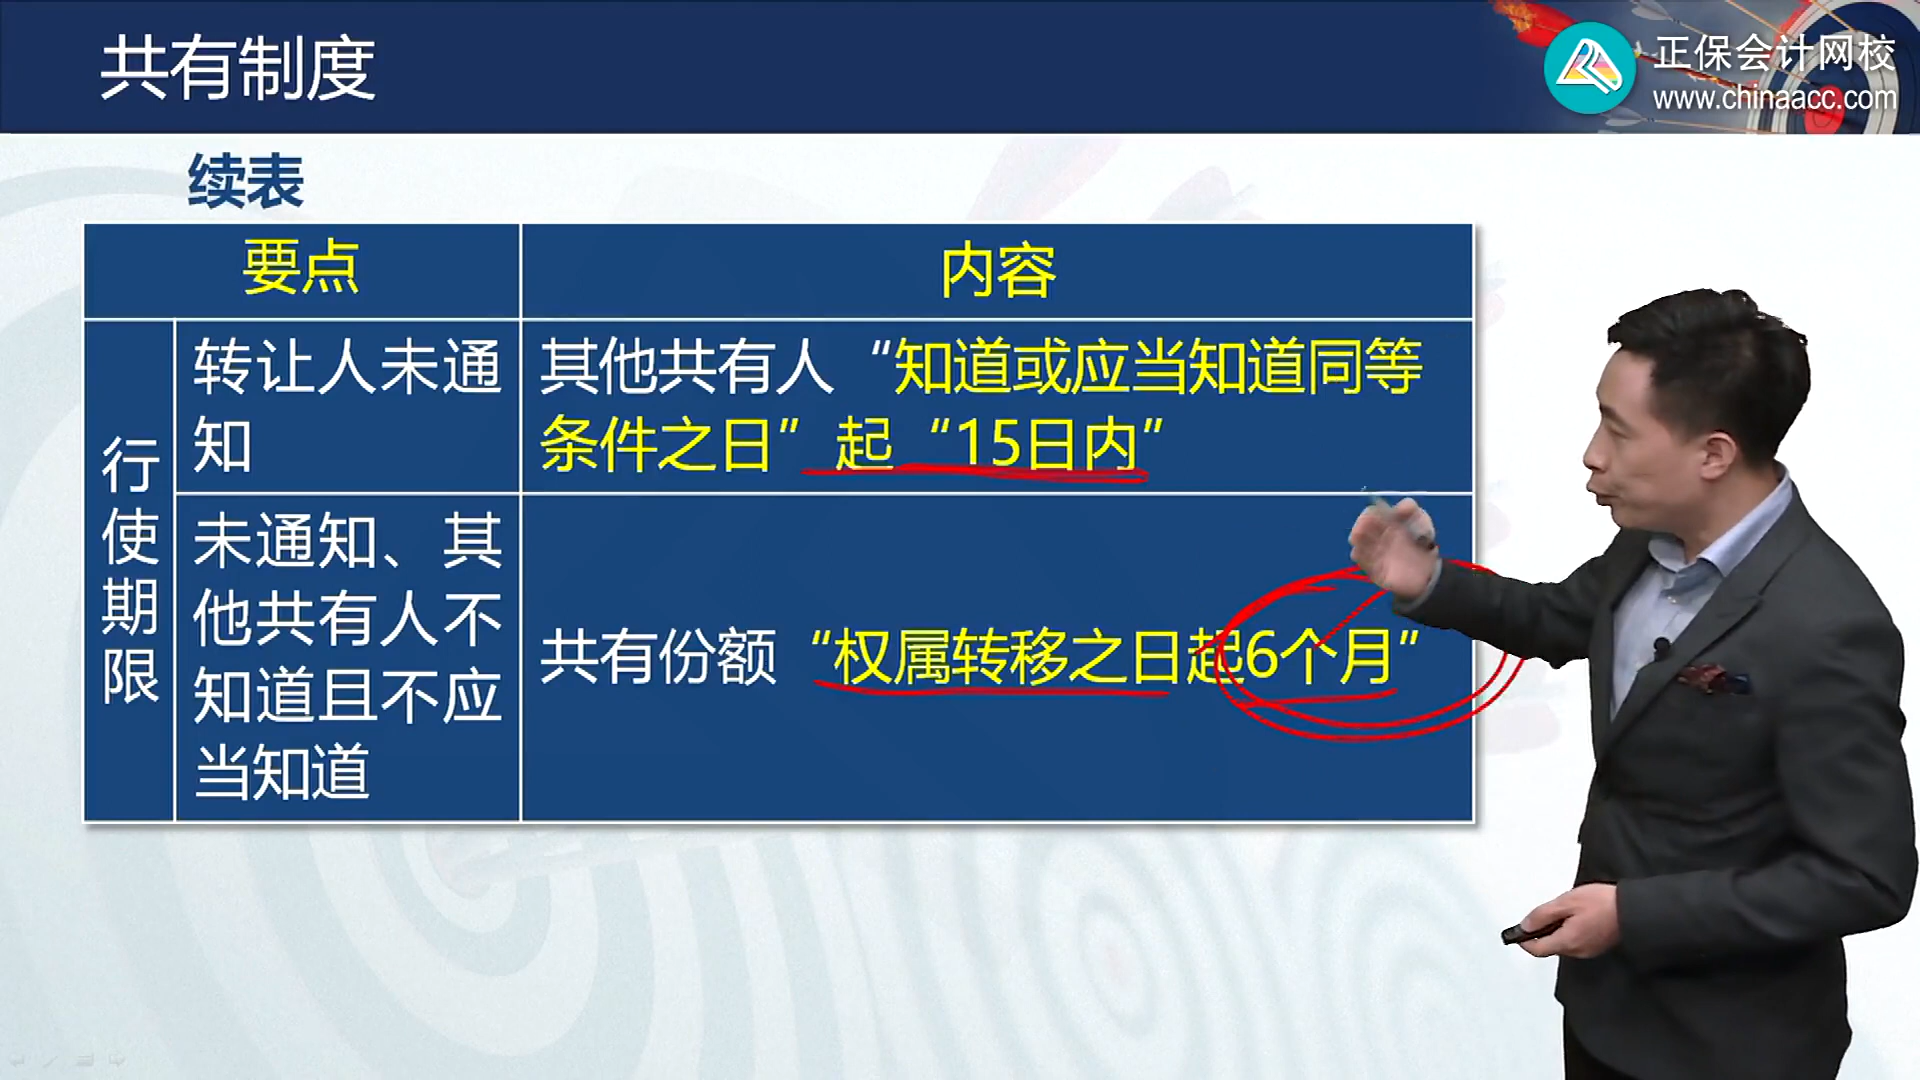 共有制度
正保会计网校
www.chinaacc.com
续表
要点
内容
行使期限
转让人未通
知
其他共有人“知道或应当知道同等
条件之日”起“15日内”
未通知、其
他共有人不
知道且不应
当知道
共有份额“权属转移之日起6个月”